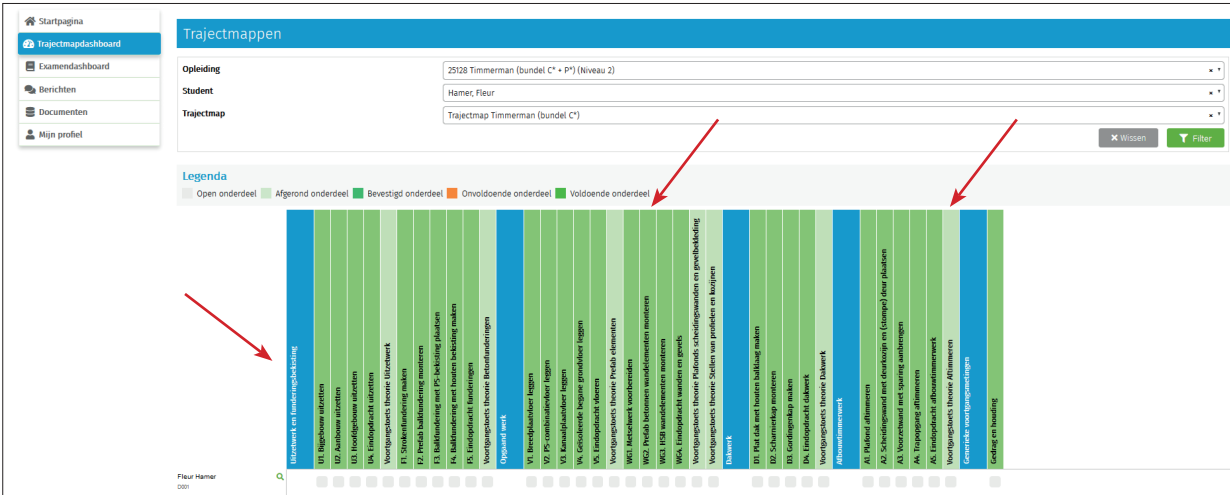 Startpagina
Trajectmapdashboard
Examendashboard
Berichten
Documenten
Mijn profiel
Trajectmappen
Opleiding
25128 Timmerman (bundel C* + P*) (Niveau 2)
Student
Hamer, Fleur
Trajectmap
Trajectmap Timmerman (bundel C*)
Wissen
Filter
Legenda
Open onderdeel Afgerond onderdeel Bevestigd onderdeel Onvoldoende onderdeel Voldoende onderdeel
Uitzetwerk en funderingsbekisting
U1. Bijgebouw uitzetten
U2. Aanbouw uitzetten
U3. Hoofdgebouw uitzetten
U4. Eindopdracht uitzetten
Voortgangstoets theorie Uitzetwerk
F1. Strokenfundering maken
F2. Prefab balkfundering monteren
F3. Balkfundering met PS-bekisting plaatsen
F4. Balkfundering met houten bekisting maken
F5. Eindopdracht funderingen
Voortgangstoets theorie Betonfunderingen
Opgaand werk
V1. Breedplaatvloer leggen
V2. PS-combinatievloer leggen
V3. Kanaalplaatvloer leggen
V4. Geïsoleerde begane grondvloer leggen
V5. Eindopdracht vloeren
Voortgangstoets theorie Prefab elementen
WG1. Metselwerk voorbereiden
WG2. Prefab betonnen wandelementen monteren
WG3. HSB wandelementen monteren
WG4. Eindopdracht wanden en gevels
Voortgangstoets theorie Plafonds scheidingswanden en gevelbekleding
Voortgangstoets theorie Stellen van profielen en kozijnen
Dakwerk
D1. Plat dak met houten balklaag maken
D2. Scharnierkap monteren
D3. Gordingenkap maken
D4. Eindopdracht dakwerk
Voortgangstoets theorie Dakwerk
Afbouwtimmerwerk
A1. Plafond aftimmeren
A2. Scheidingswand met deurkozijn en (stompe) deur plaatsen
A3. Voorzetwand met sparing aanbrengen
A4. Trapopgang aftimmeren
A5. Eindopdracht afbouwtimmerwerk
Voortgangstoets theorie Aftimmeren
Generieke voortgangsmetingen
Gedrag en houding
Fleur Hamer
D001